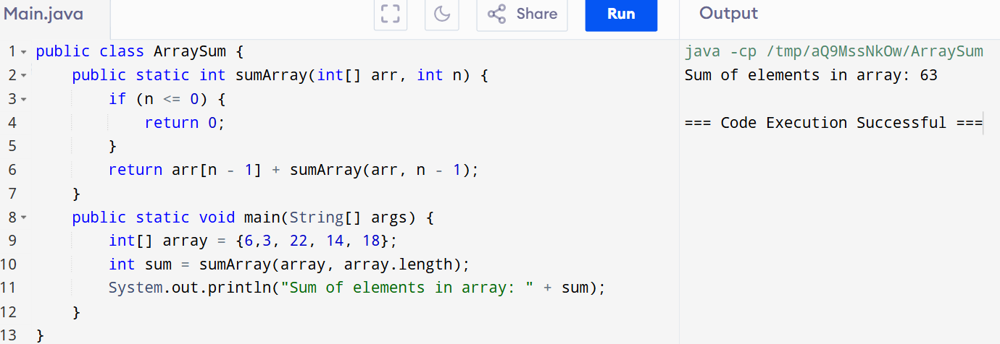 Main.java
Share
Run
Output
1 public class ArraySum {
2     public static int sumArray(int[] arr, int n) {
3         if (n <= 0) {
4             return 0;
5         }
6         return arr[n - 1] + sumArray(arr, n - 1);
7     }
8     public static void main(String[] args) {
9         int[] array = {6,3, 22, 14, 18};
10         int sum = sumArray(array, array.length);
11         System.out.println("Sum of elements in array: " + sum);
12     }
13 }
java -cp /tmp/aQ9MssNkOw/ArraySum
Sum of elements in array: 63
=== Code Execution Successful ===